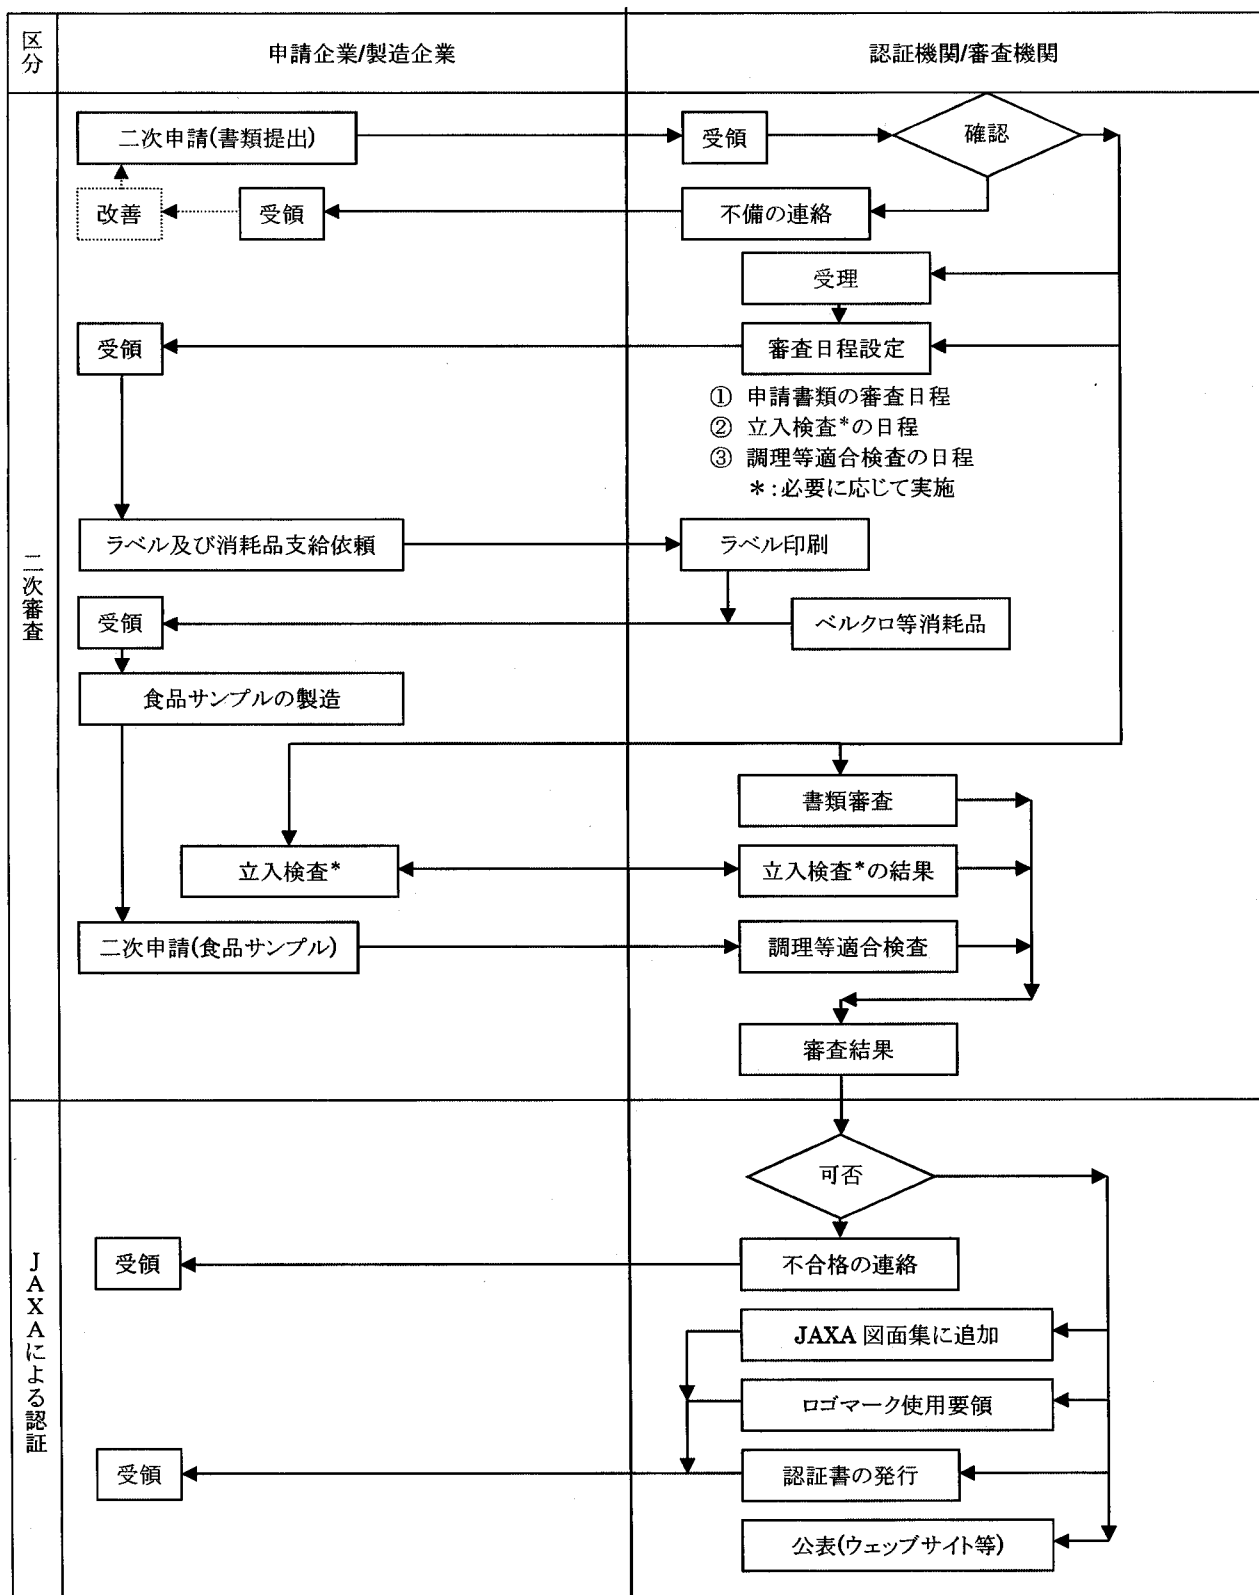 区分
申請企業/製造企業
認証機関/審査機関
二次審査
二次申請(書類提出)
受領
確認
改善
受領
不備の連絡
受理
受領
審査日程設定
① 申請書類の審査日程
② 立入検査*の日程
③ 調理等適合検査の日程
*:必要に応じて実施
ラベル及び消耗品支給依頼
ラベル印刷
受領
ベルクロ等消耗品
食品サンプルの製造
書類審査
立入検査*
立入検査*の結果
二次申請(食品サンプル)
調理等適合検査
審査結果
JAXAによる認証
可否
受領
不合格の連絡
JAXA 図面集に追加
ロゴマーク使用要領
受領
認証書の発行
公表(ウェッブサイト等)